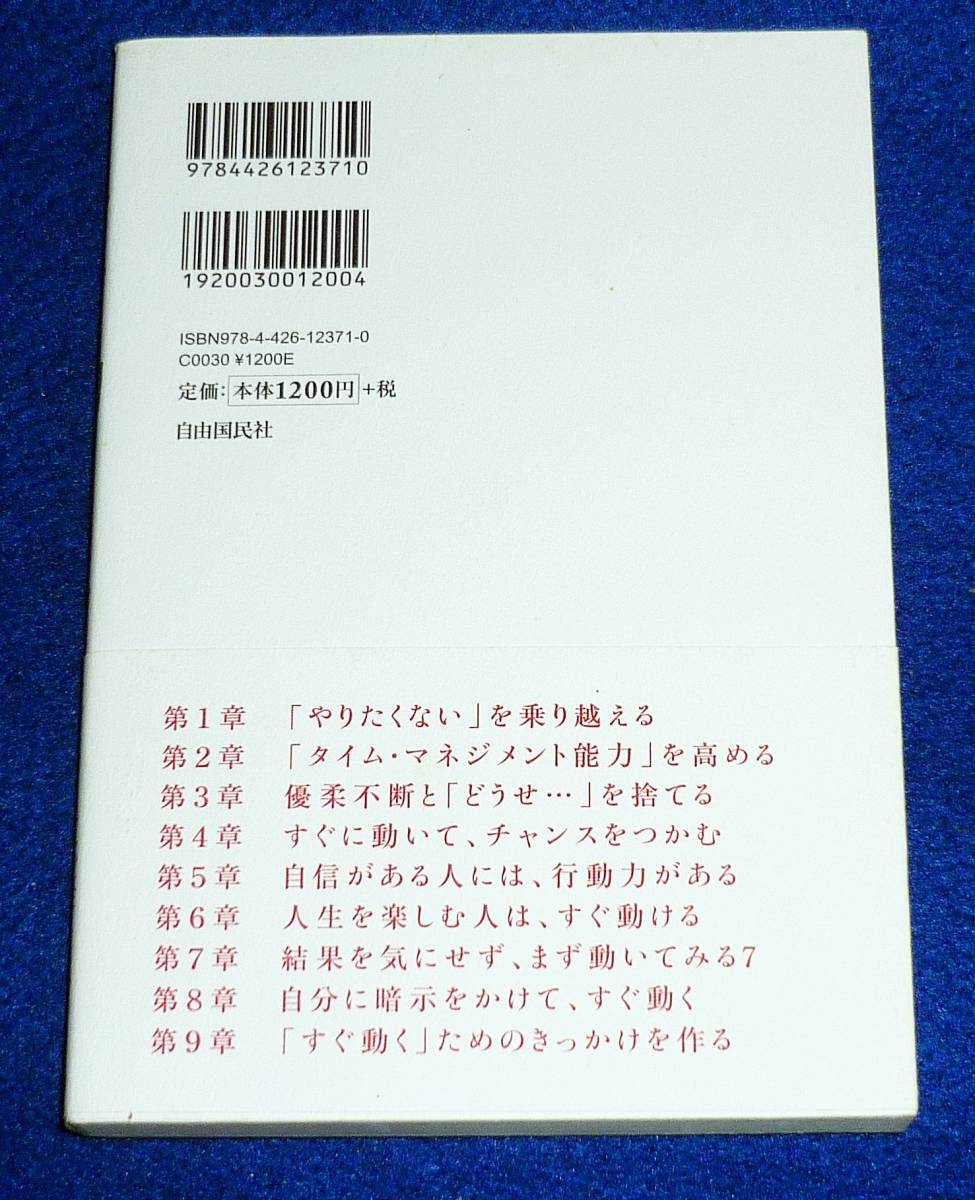 9784426123710
1920030012004
ISBN978-4-426-12371-0
C0030 ¥1200E
定価：本体1200円+税
自由国民社
第1章 「やりたくない」を乗り越える
第2章 「タイム・マネジメント能力」を高める
第3章 優柔不断と「どうせ…」を捨てる
第4章 すぐに動いて、チャンスをつかむ
第5章 自信がある人には、行動力がある
第6章 人生を楽しむ人は、すぐ動ける
第7章 結果を気にせず、まず動いてみる7
第8章 自分に暗示をかけて、すぐ動く
第9章 「すぐ動く」ためのきっかけを作る